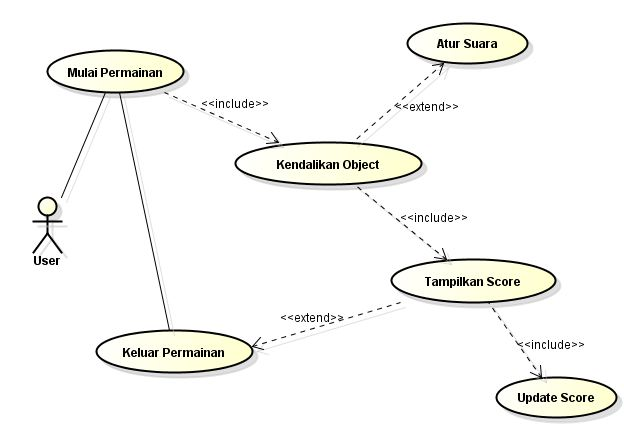 Atur Suara
Mulai Permainan
<<include>>
<<extend>>
Kendalikan Object
<<include>>
User
Tampilkan Score
<<extend>>
<<include>>
Keluar Permainan
Update Score